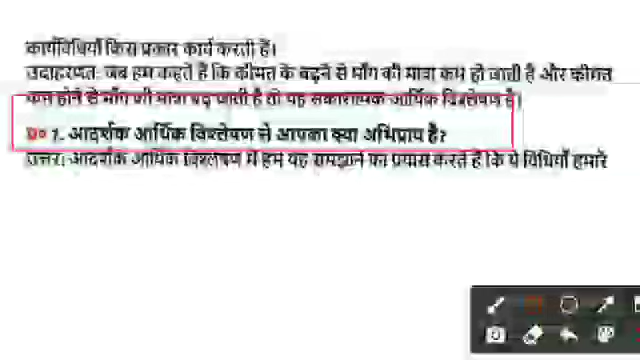 कार्यविधियाँ किस प्रकार कार्य करती हैं।
उदाहरणतः जब हम कहते हैं कि कीमत के बढ़ने से माँग की मात्रा कम हो जाती है और कीमत
कम होने से माँग की मात्रा बढ़ जाती है तो यह सकारात्मक आर्थिक विश्लेषण है।
7. आदर्शक आर्थिक विश्लेषण से आपका क्या अभिप्राय है?
उत्तर: आदर्शक आर्थिक विश्लेषण में हम यह समझाने का प्रयास करते हैं कि ये विधियाँ हमारे